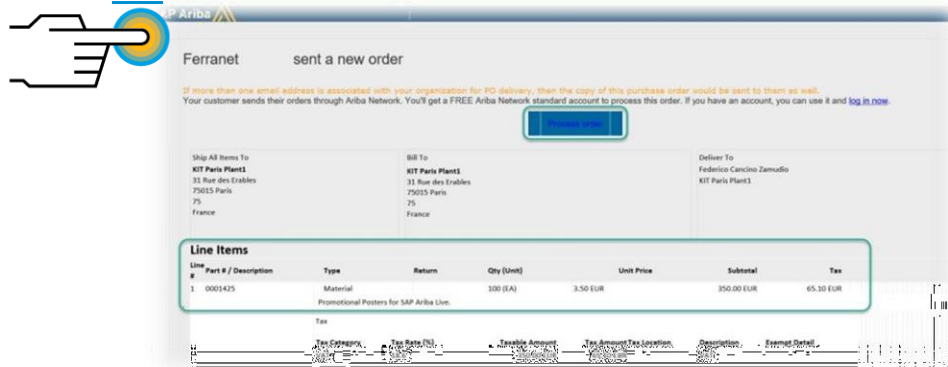 P Ariba
Ferranet sent a new order
If more than one email address is associated with your organization for PO delivery, then the copy of this purchase order would be sent to them as well.
Your customer sends their orders through Ariba Network. You'll get a FREE Ariba Network standard account to process this order. If you have an account, you can use it and log in now.
Process order
Ship All Items To
KIT Paris Plant1
31 Rue des Erables
75015 Paris
75
France
Bill To
KIT Paris Plant1
31 Rue des Erables
75015 Paris
75
France
Deliver To
Federico Cancino Zamudio
KIT Paris Plant1
Line Items
Line # Part # / Description Type Return Qty (Unit) Unit Price Subtotal Tax
1 0001425 Material 100 (EA) 3.50 EUR 350.00 EUR 65.10 EUR
Promotional Posters for SAP Ariba Live.
Tax
Tax Category Tax Rate (%) Taxable Amount Tax Amount Tax Location Description Exempt Detail